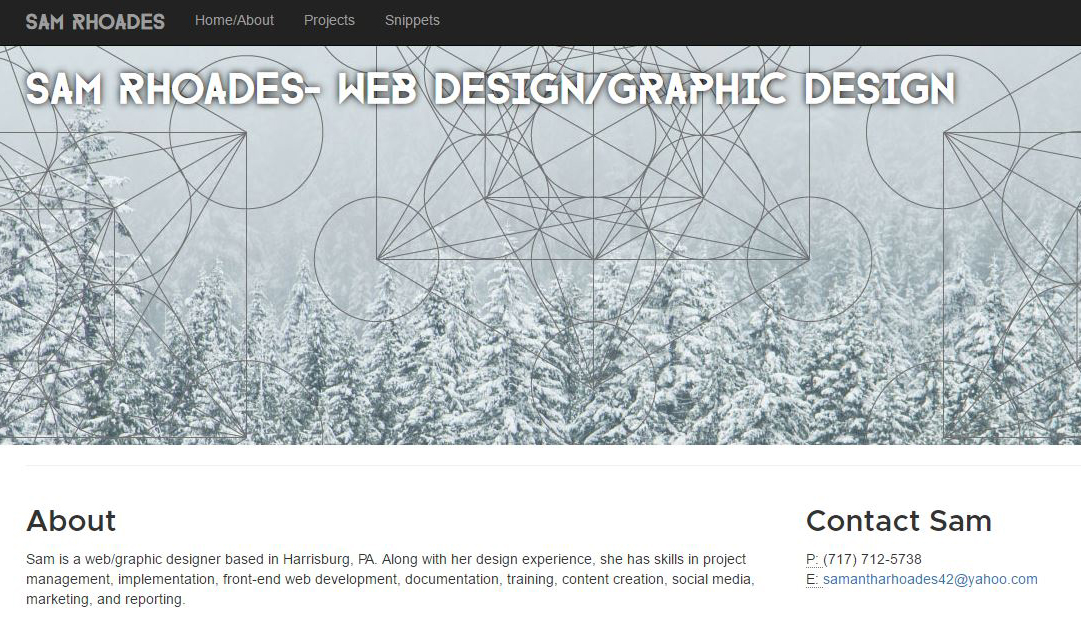 SAM RHOADES Home/About Projects Snippets
SAM RHOADES- WEB DESIGN/GRAPHIC DESIGN
About
Sam is a web/graphic designer based in Harrisburg, PA. Along with her design experience, she has skills in project
management, implementation, front-end web development, documentation, training, content creation, social media,
marketing, and reporting.
Contact Sam
P: (717) 712-5738
E: samantharhoades42@yahoo.com